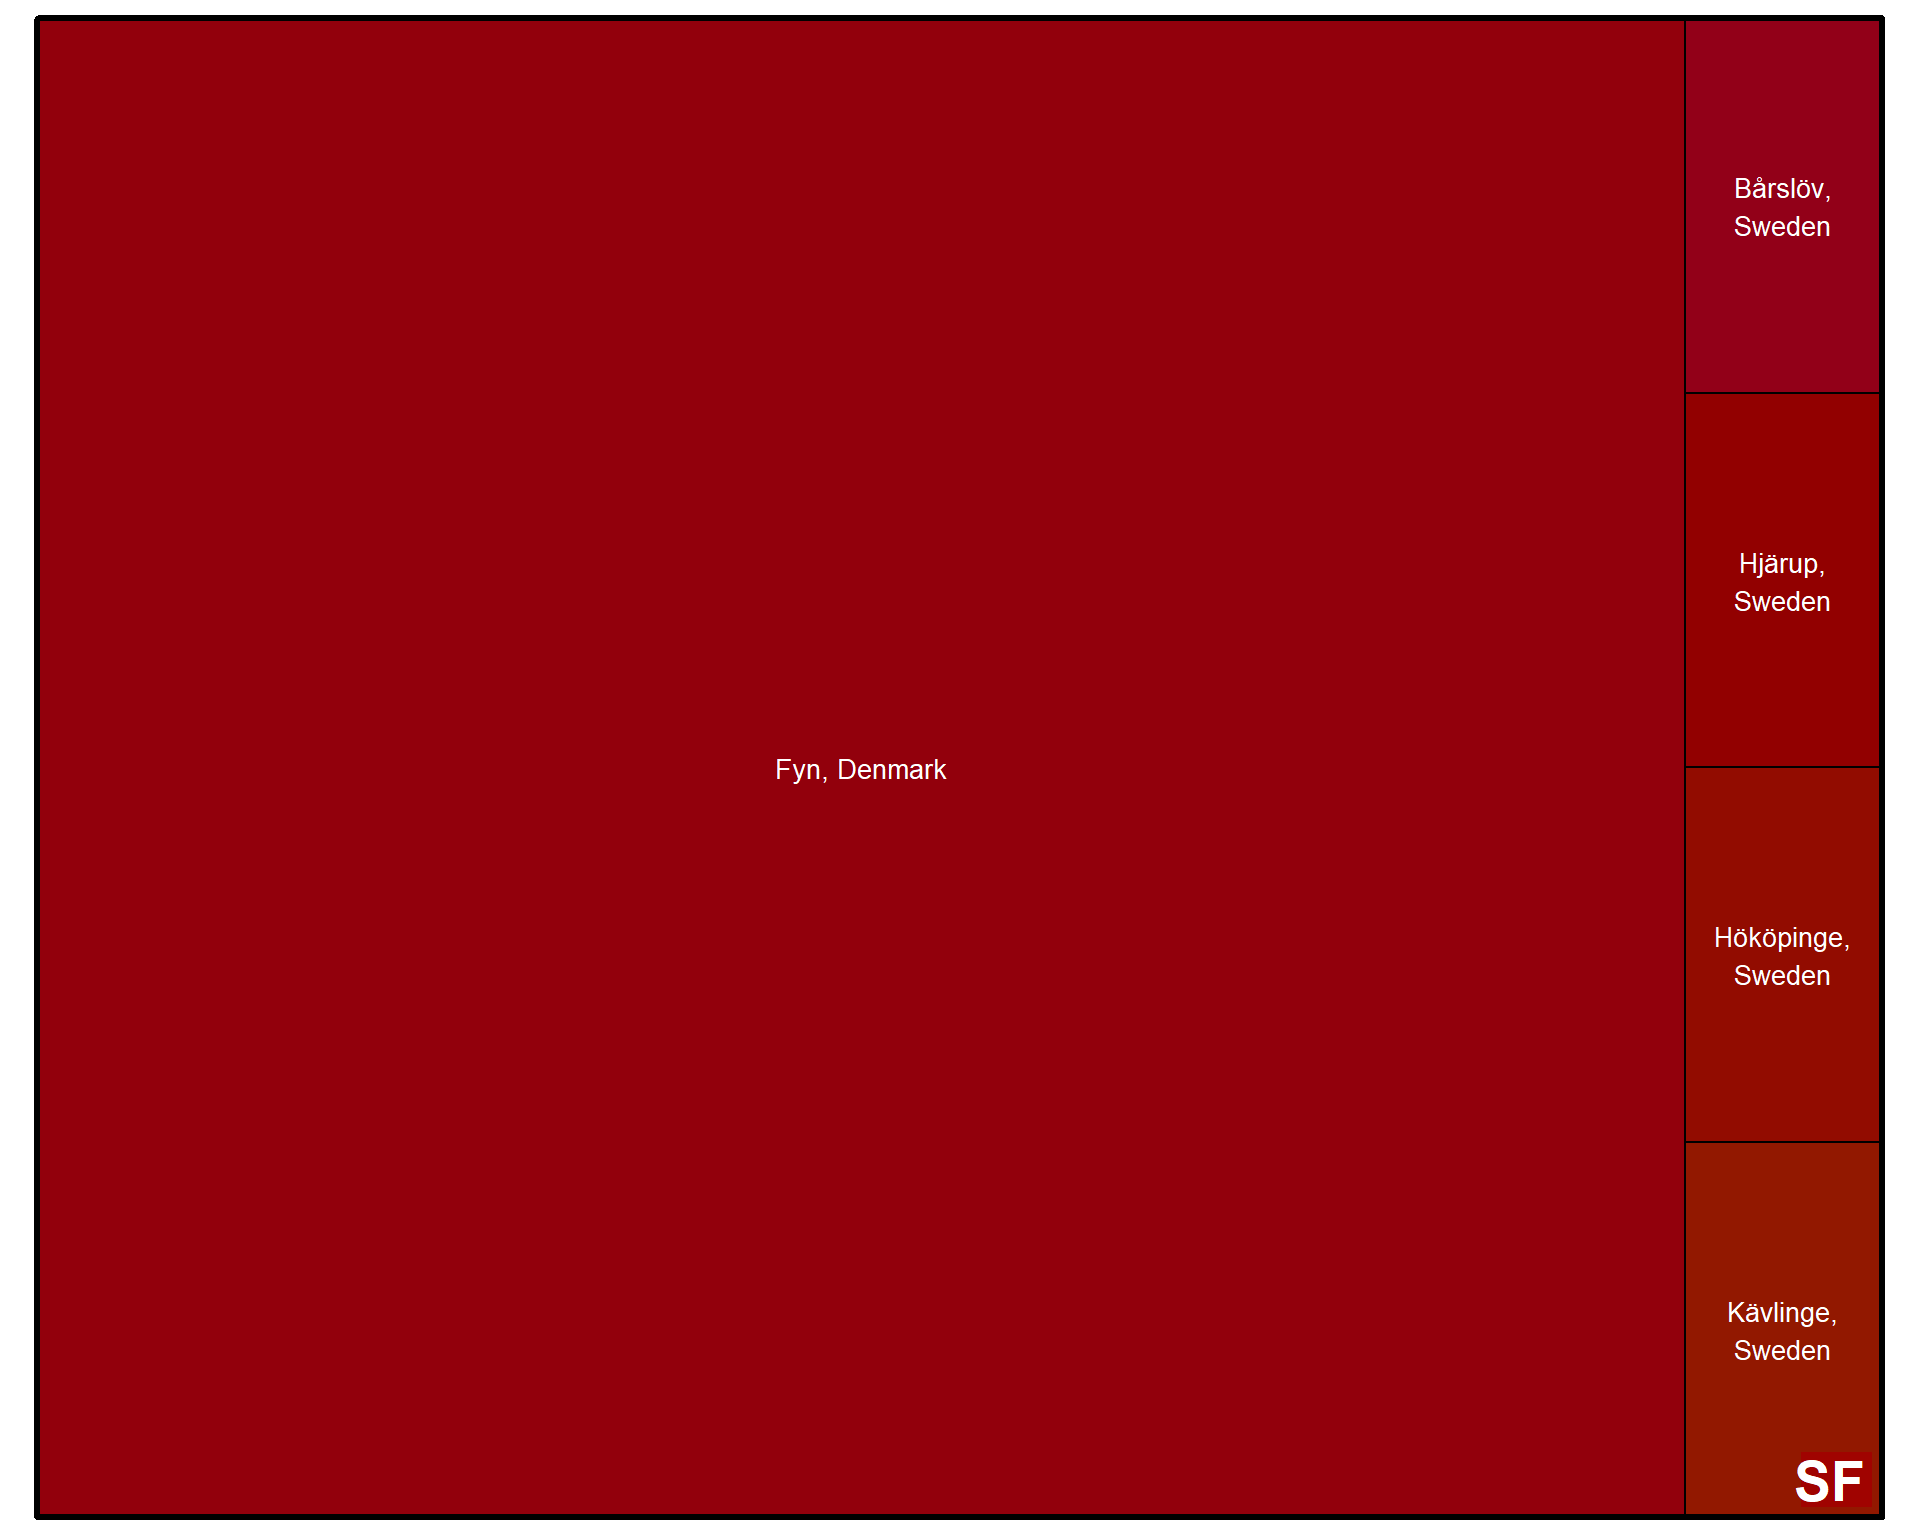 Bårslöv,
Sweden
Hjärup,
Sweden
Fyn, Denmark
Hököpinge,
Sweden
Kävlinge,
Sweden
SF